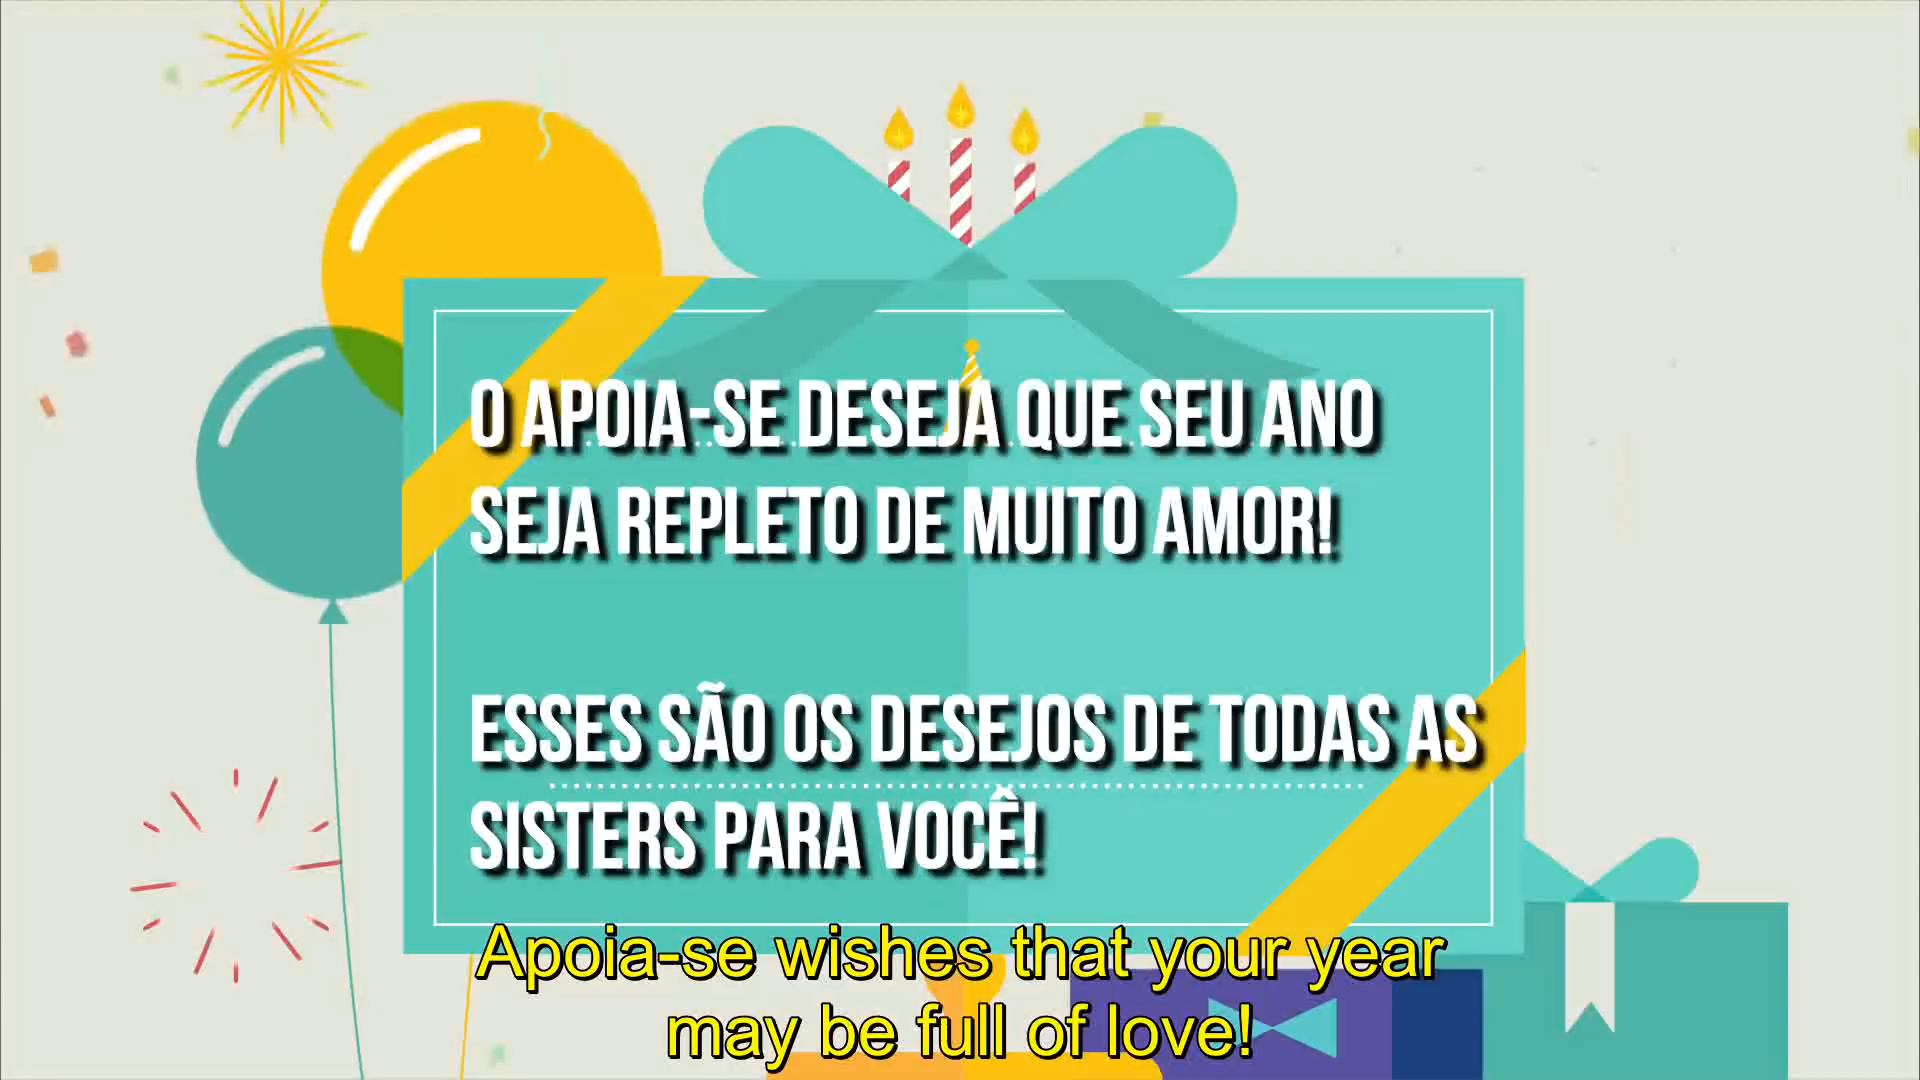 O APOIA-SE DESEJA QUE SEU ANO
SEJA REPLETO DE MUITO AMOR!
ESSES SÃO OS DESEJOS DE TODAS AS
SISTERS PARA VOCÊ!
Apoia-se wishes that your year
may be full of love!